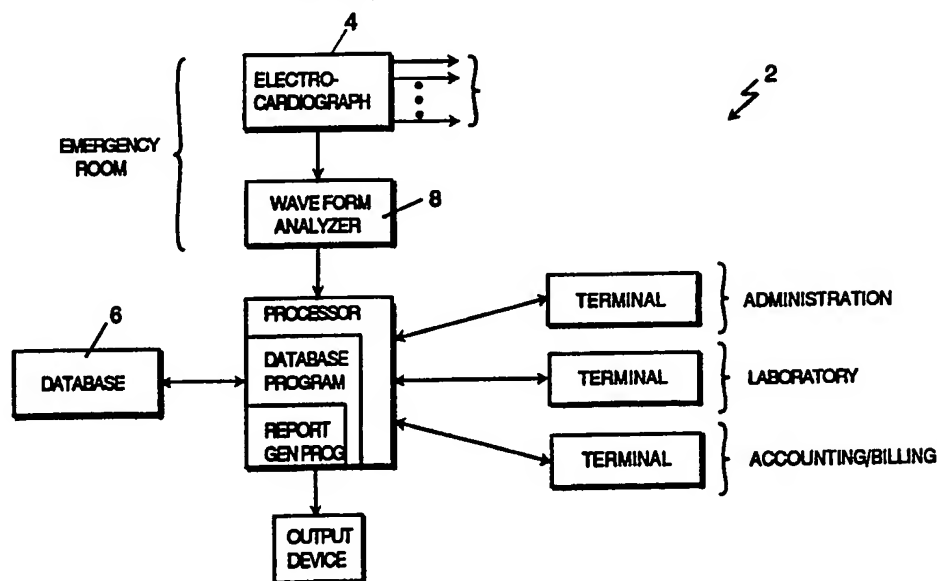 4
ELECTRO-
CARDIOGRAPH
2
EMERGENCY
ROOM
WAVE FORM
ANALYZER
8
PROCESSOR
DATABASE
PROGRAM
REPORT
GEN PROG
6
DATABASE
TERMINAL
ADMINISTRATION
TERMINAL
LABORATORY
TERMINAL
ACCOUNTING/BILLING
OUTPUT
DEVICE